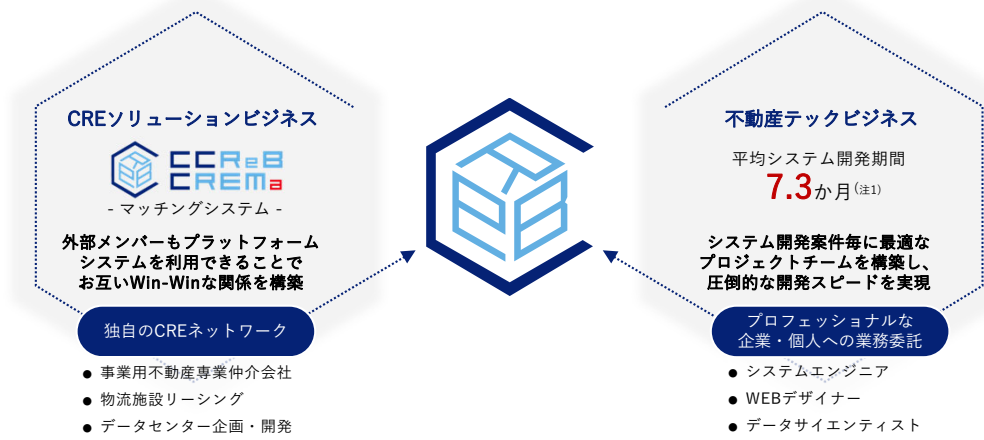 CREソリューションビジネス
CCReB
CREMa
- マッチングシステム -
外部メンバーもプラットフォーム
システムを利用できることで
お互いWin-Winな関係を構築
独自のCREネットワーク
● 事業用不動産専業仲介会社
● 物流施設リーシング
● データセンター企画・開発
不動産テックビジネス
平均システム開発期間
7.3か月(注1)
システム開発案件毎に最適な
プロジェクトチームを構築し、
圧倒的な開発スピードを実現
プロフェッショナルな
企業・個人への業務委託
● システムエンジニア
● WEBデザイナー
● データサイエンティスト